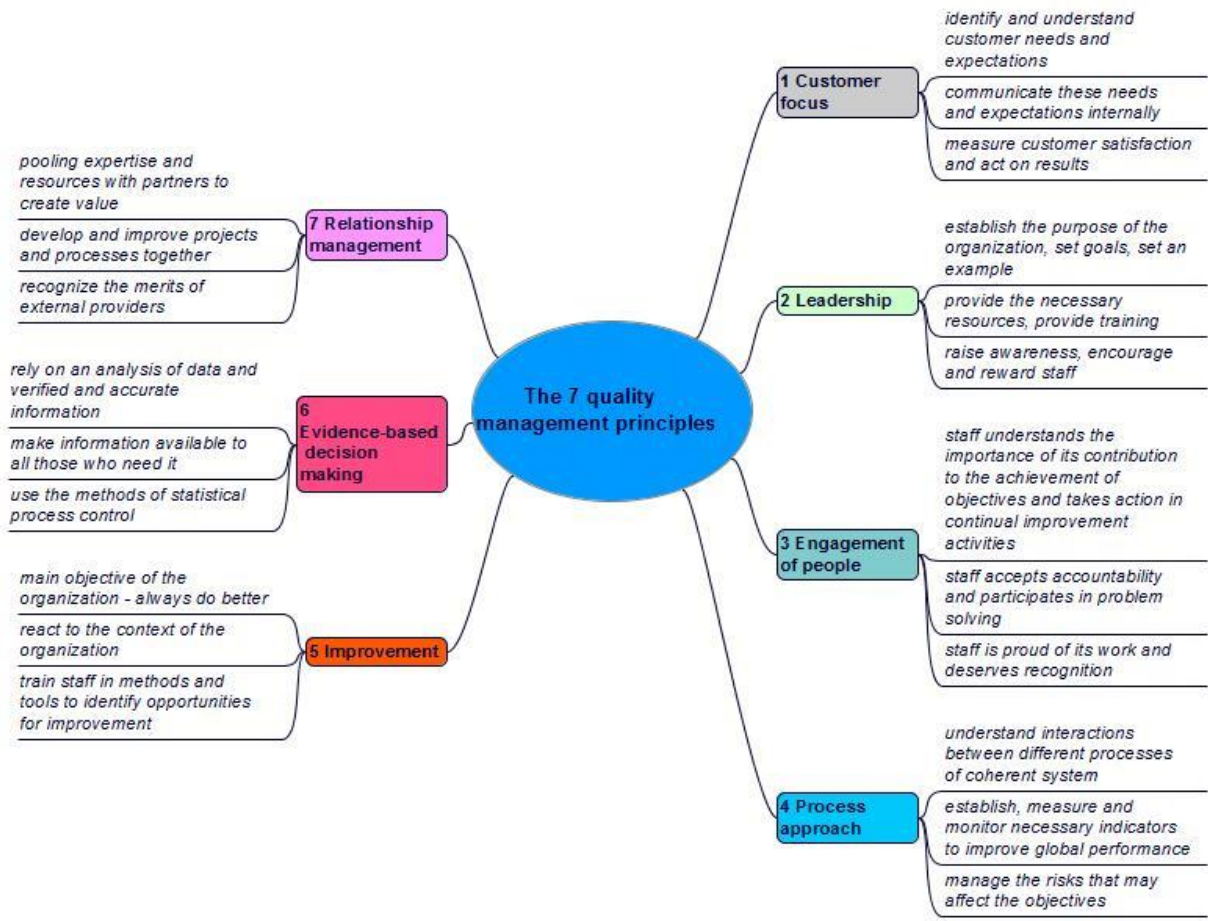 The 7 quality
management principles
1 Customer
focus
identify and understand
customer needs and
expectations
communicate these needs
and expectations internally
measure customer satisfaction
and act on results
2 Leadership
establish the purpose of the
organization, set goals, set an
example
provide the necessary
resources, provide training
raise awareness, encourage
and reward staff
3 Engagement
of people
staff understands the
importance of its contribution
to the achievement of
objectives and takes action in
continual improvement
activities
staff accepts accountability
and participates in problem
solving
staff is proud of its work and
deserves recognition
4 Process
approach
understand interactions
between different processes
of coherent system
establish, measure and
monitor necessary indicators
to improve global performance
manage the risks that may
affect the objectives
5 Improvement
main objective of the
organization - always do better
react to the context of the
organization
train staff in methods and
tools to identify opportunities
for improvement
6
Evidence-based
decision
making
rely on an analysis of data and
verified and accurate
information
make information available to
all those who need it
use the methods of statistical
process control
7 Relationship
management
pooling expertise and
resources with partners to
create value
develop and improve projects
and processes together
recognize the merits of
external providers